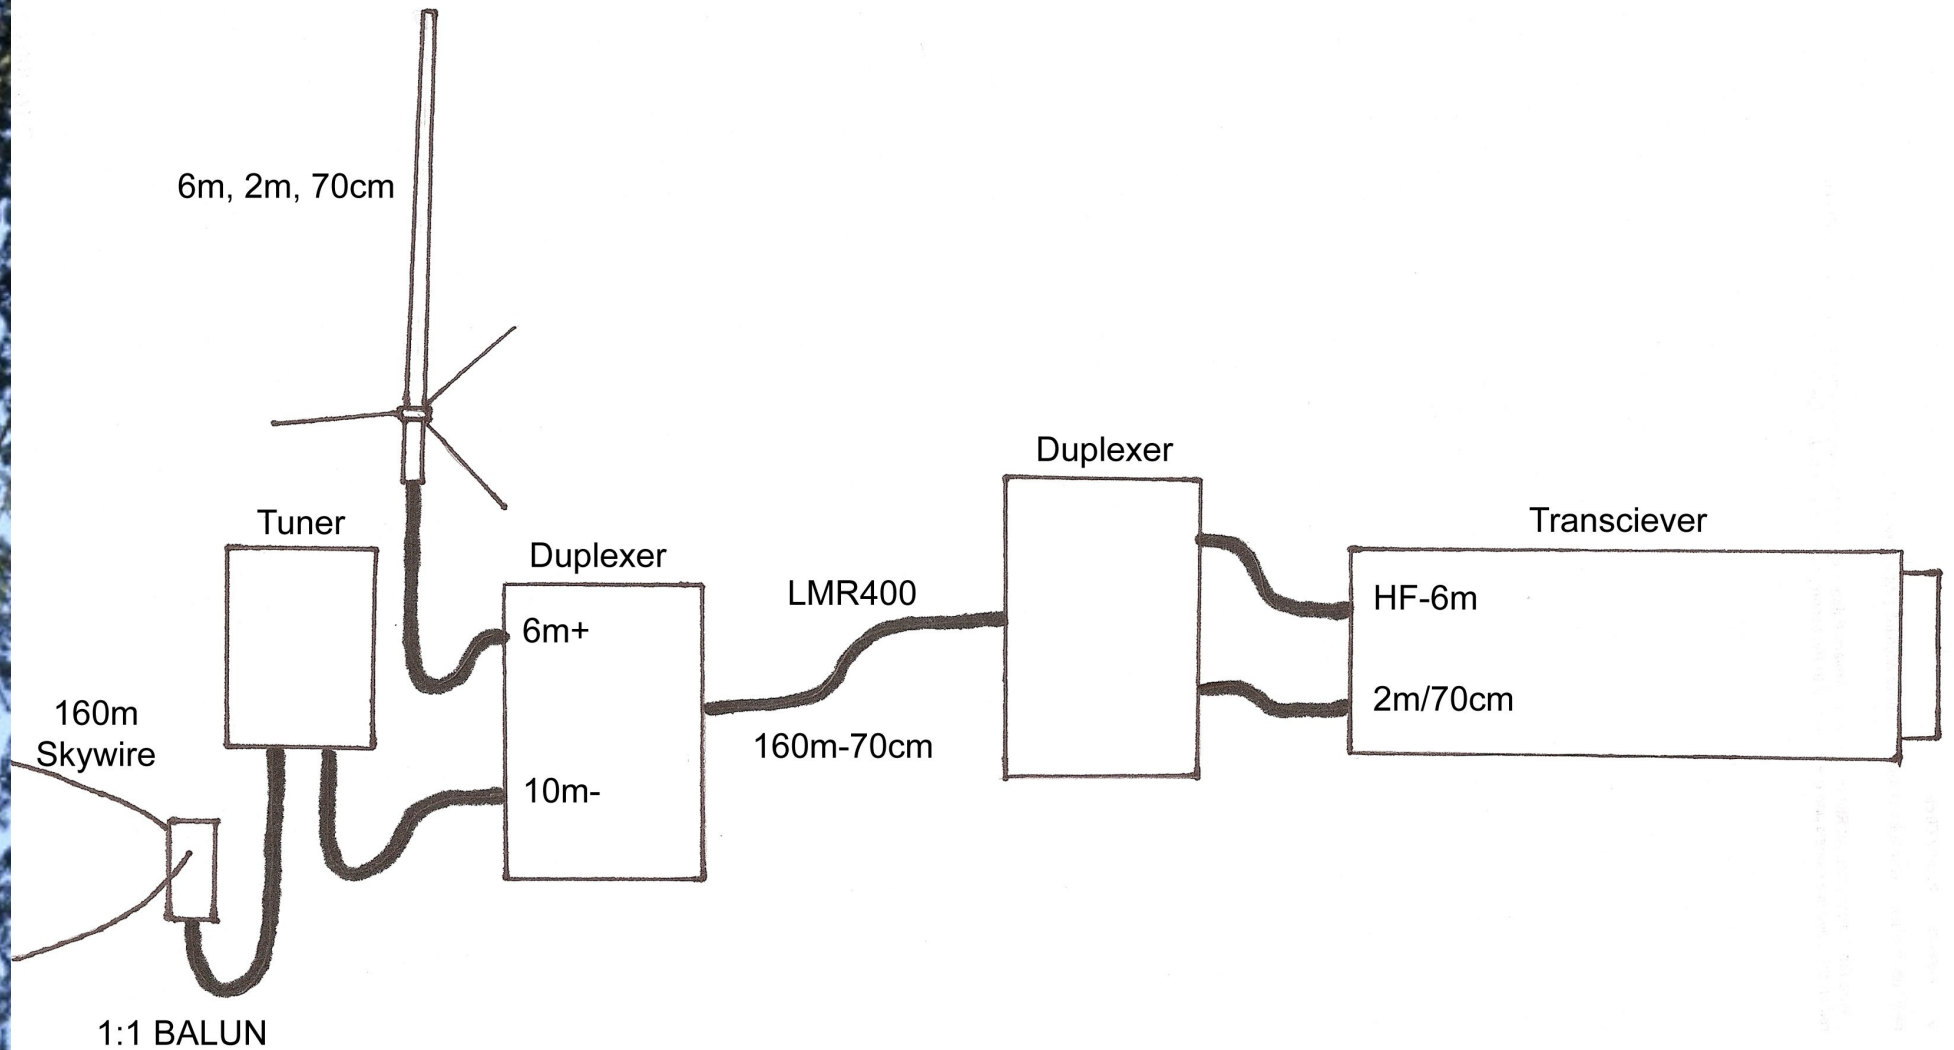 6m, 2m, 70cm
Tuner
Duplexer
6m+
10m-
160m
Skywire
1:1 BALUN
LMR400
160m-70cm
Duplexer
Transciever
HF-6m
2m/70cm